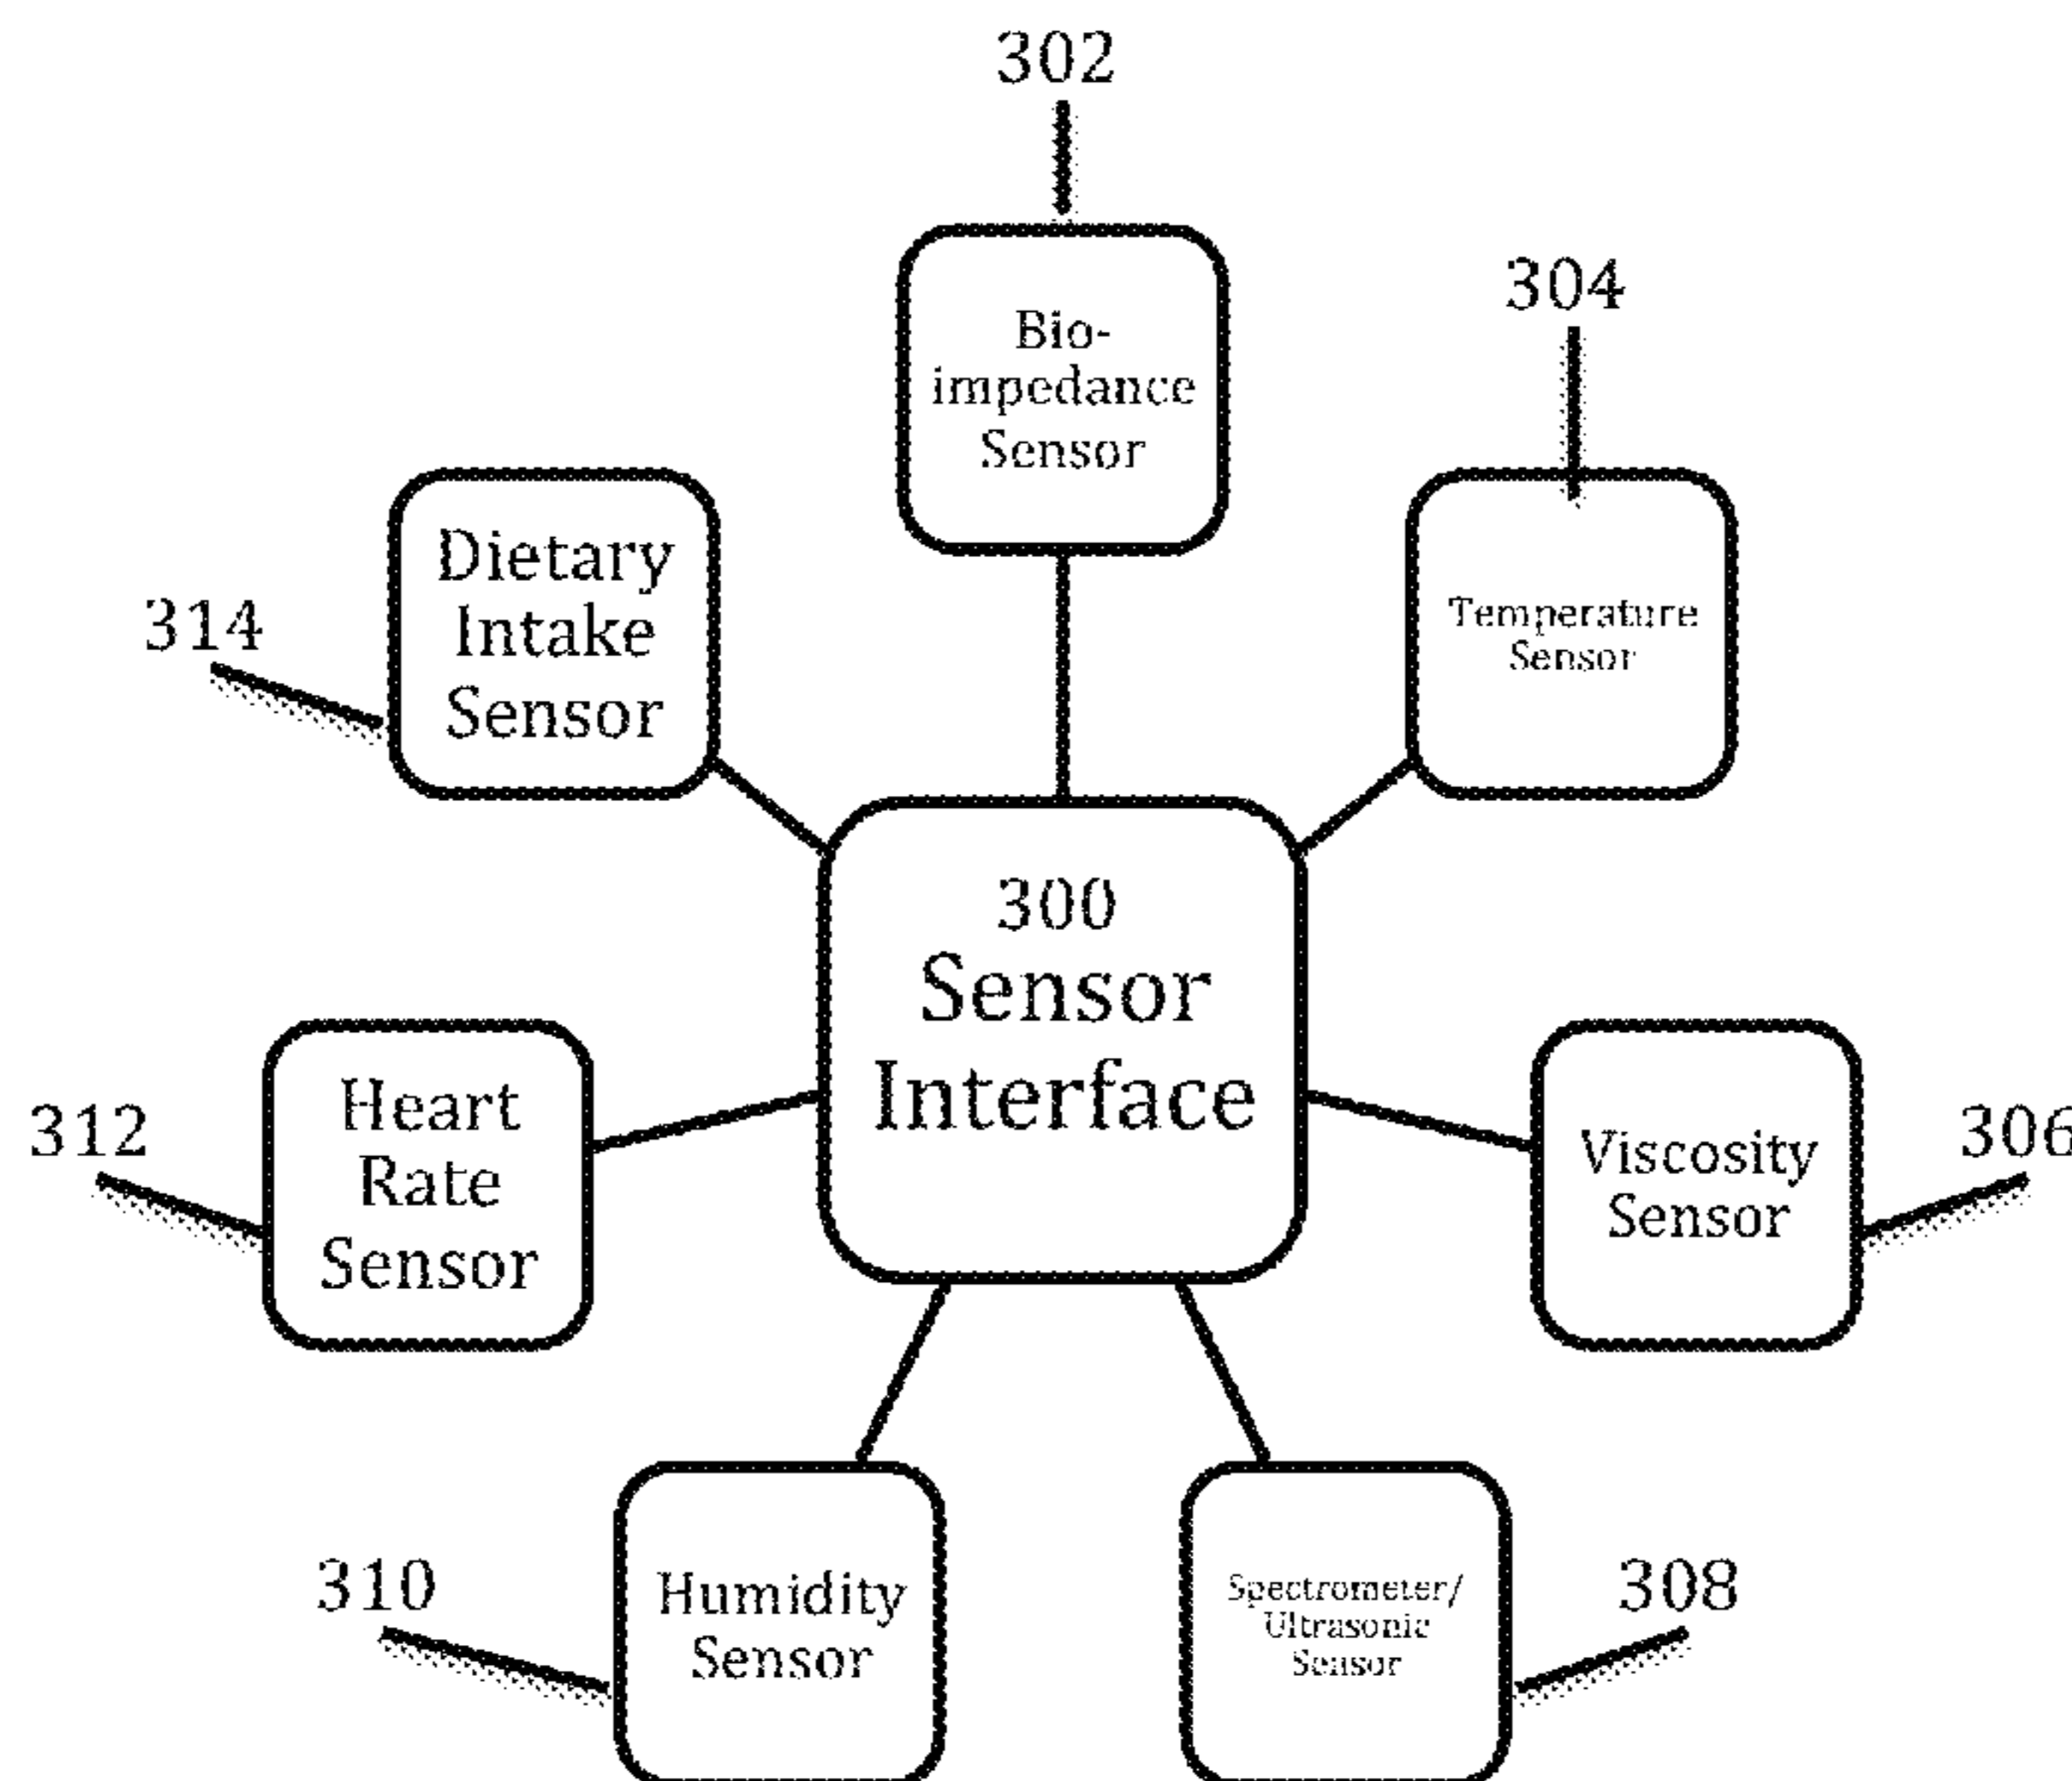 302
Bio-
impedance
Sensor
304
Temperature
Sensor
314
Dietary
Intake
Sensor
300
Sensor
Interface
312
Heart
Rate
Sensor
306
Viscosity
Sensor
310
Humidity
Sensor
308
Spectrometer/
Ultrasonic
Sensor